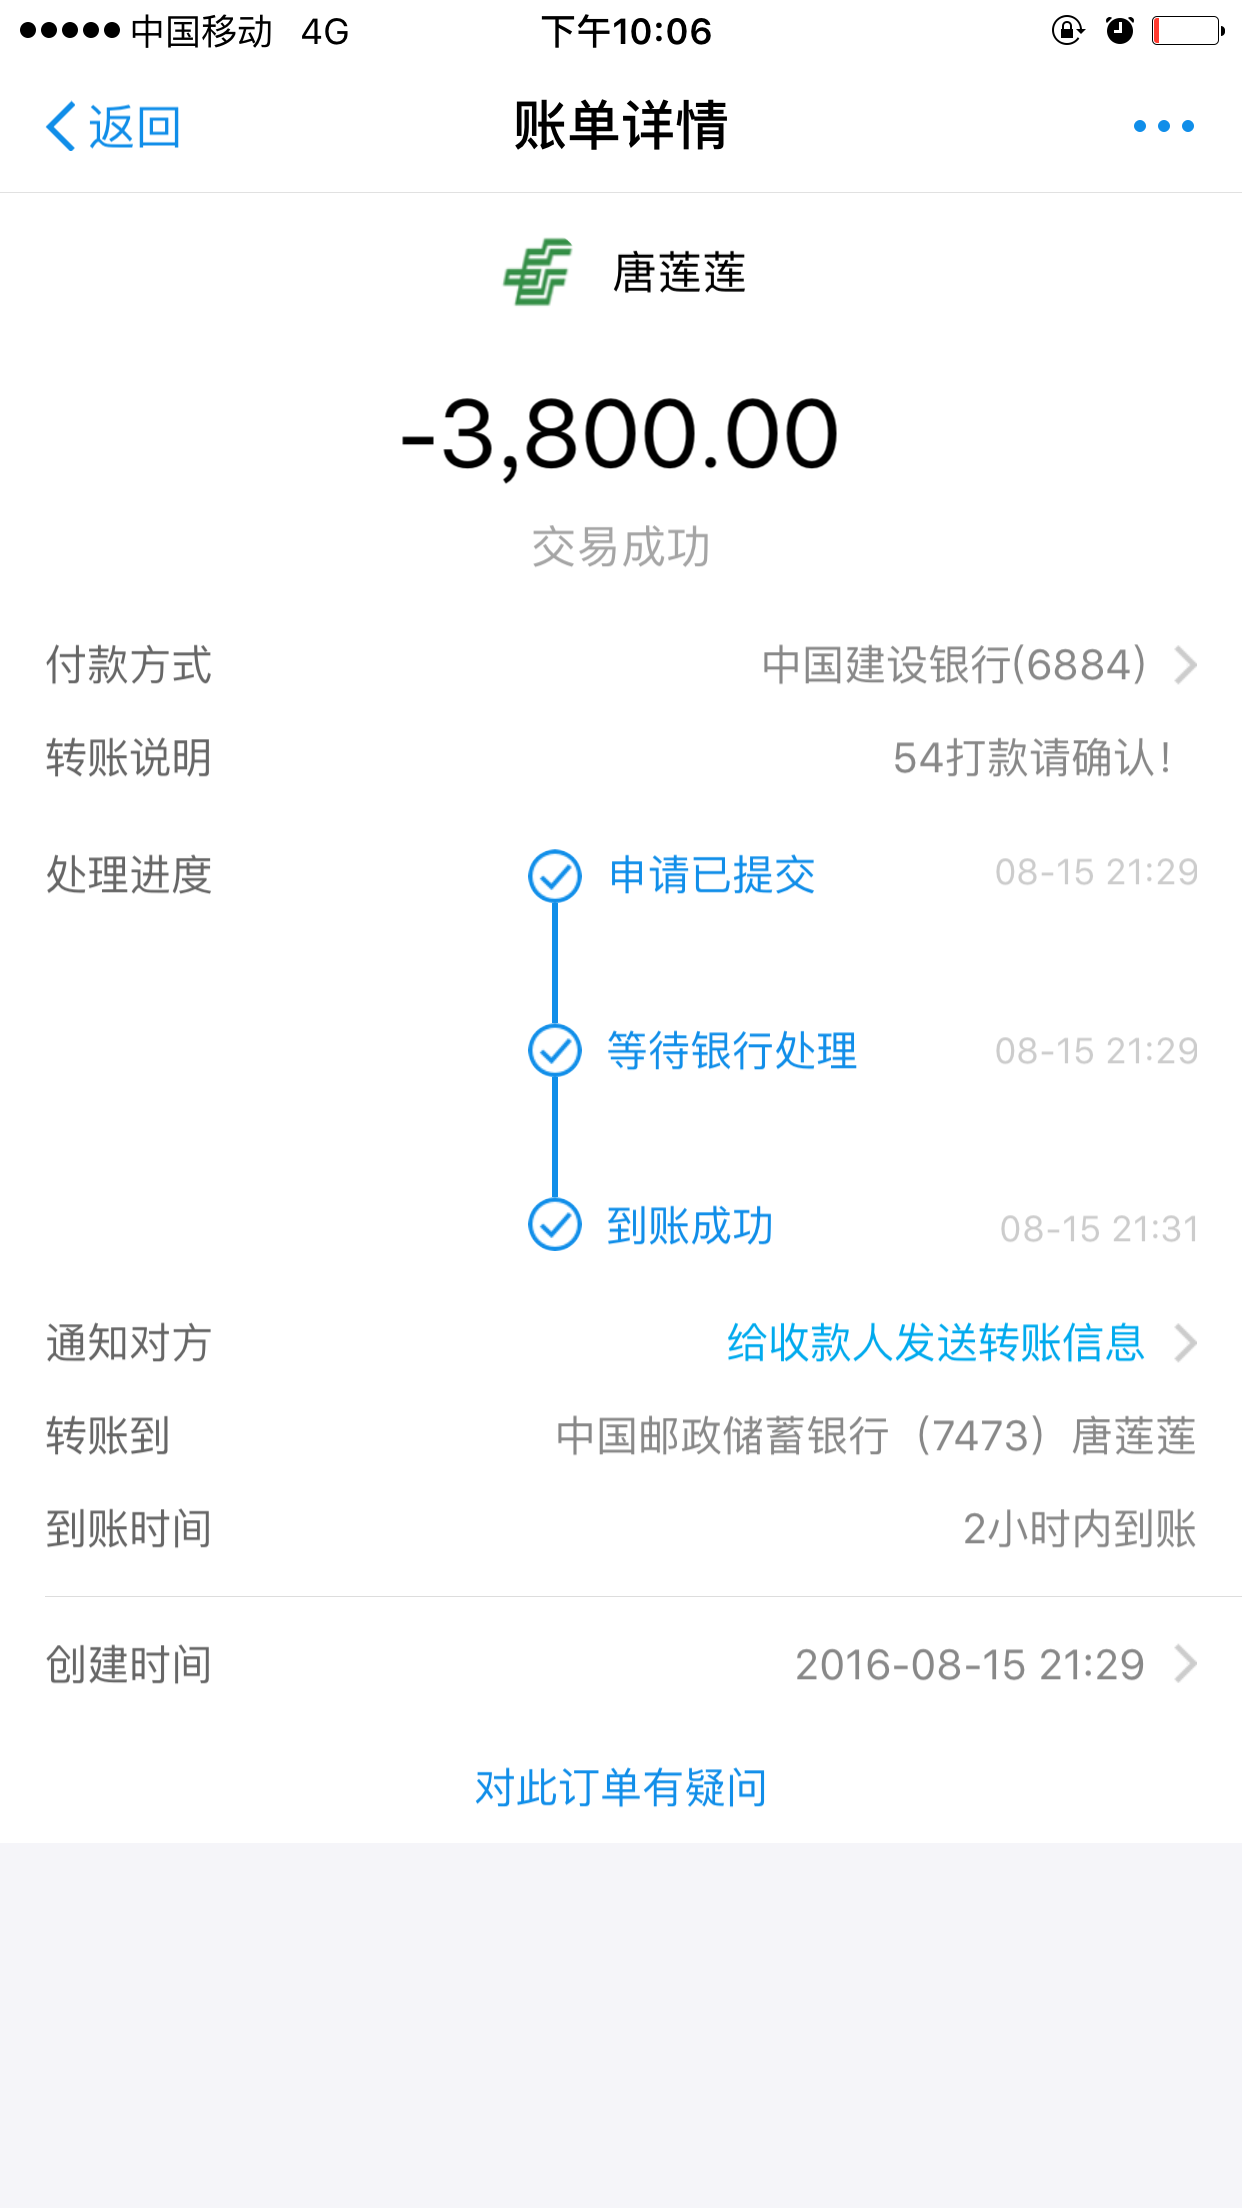 中国移动 4G 下午10:06
返回 账单详情
唐莲莲
-3,800.00
交易成功
付款方式 中国建设银行(6884)
转账说明 54打款请确认！
处理进度 申请已提交 08-15 21:29
等待银行处理 08-15 21:29
到账成功 08-15 21:31
通知对方 给收款人发送转账信息
转账到 中国邮政储蓄银行（7473）唐莲莲
到账时间 2小时内到账
创建时间 2016-08-15 21:29
对此订单有疑问